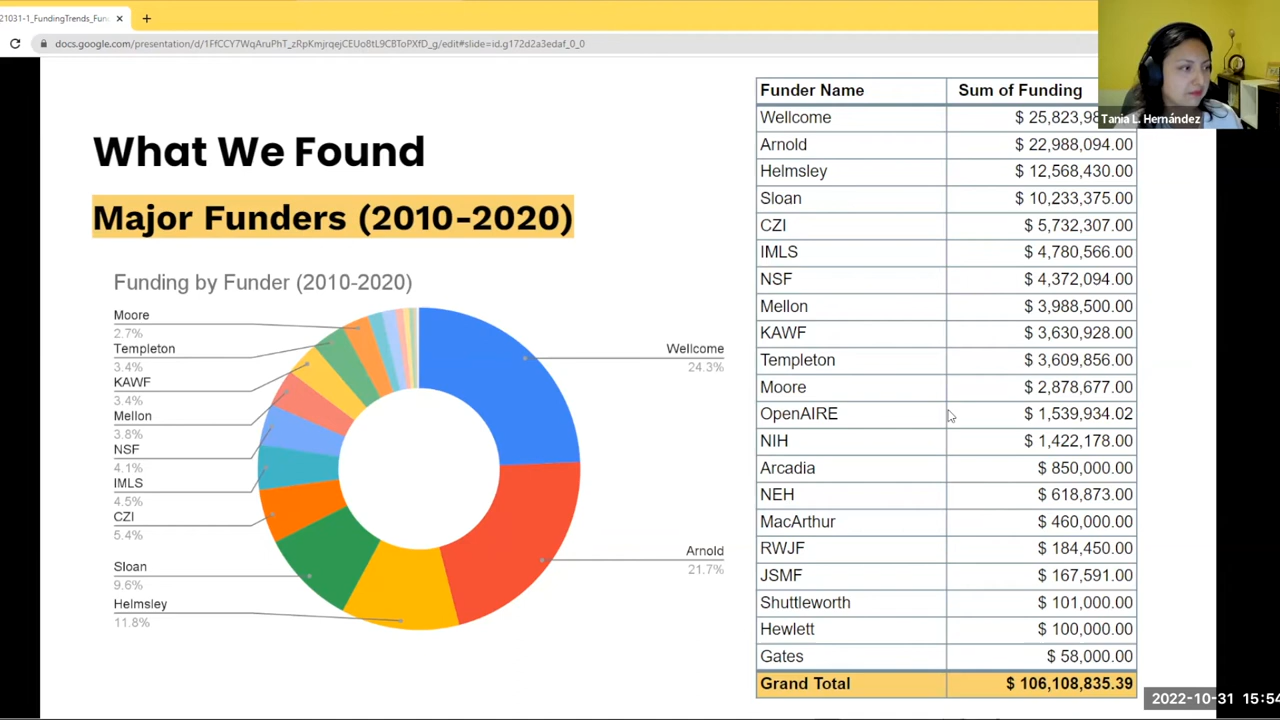 21031-1_FundingTrends_Fun
docs.google.com/presentation/d/1FfCCY7WqAruPhT_zRpKmjrqejCEUo8tL9CBToPXfD_g/edit#slide=id.g172d2a3edaf_0_0
What We Found
Major Funders (2010-2020)
Funding by Funder (2010-2020)
Moore
2.7%
Templeton
3.4%
KAWF
3.4%
Mellon
3.8%
NSF
4.1%
IMLS
4.5%
CZI
5.4%
Sloan
9.6%
Helmsley
11.8%
Wellcome
24.3%
Arnold
21.7%
Funder Name Sum of Funding
Wellcome $ 25,823,98
Arnold $ 22,988,094.00
Helmsley $ 12,568,430.00
Sloan $ 10,233,375.00
CZI $ 5,732,307.00
IMLS $ 4,780,566.00
NSF $ 4,372,094.00
Mellon $ 3,988,500.00
KAWF $ 3,630,928.00
Templeton $ 3,609,856.00
Moore $ 2,878,677.00
OpenAIRE $ 1,539,934.02
NIH $ 1,422,178.00
Arcadia $ 850,000.00
NEH $ 618,873.00
MacArthur $ 460,000.00
RWJF $ 184,450.00
JSMF $ 167,591.00
Shuttleworth $ 101,000.00
Hewlett $ 100,000.00
Gates $ 58,000.00
Grand Total $ 106,108,835.39
Tania L. Hernández
2022-10-31 15:54